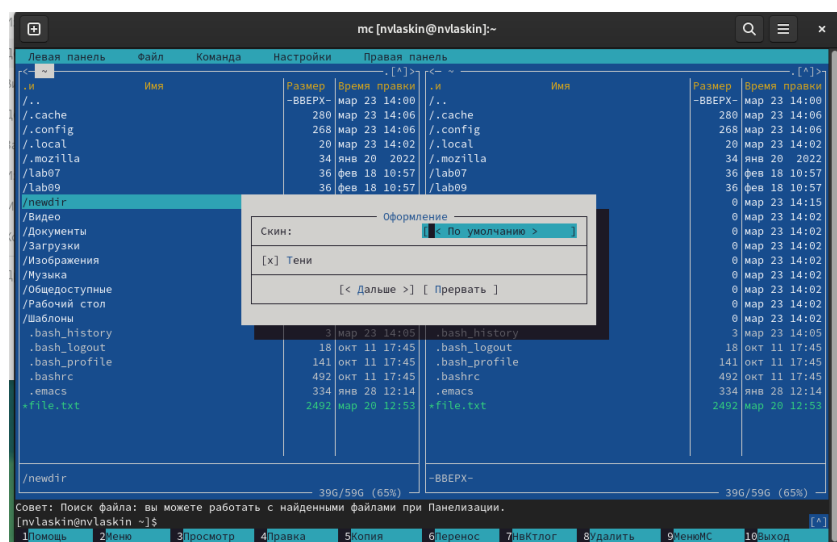 mc [nvlaskin@nvlaskin]:~
Левая панель Файл Команда Настройки Правая панель
<─ ~ .[^]> <─ ~ .[^]>
.и Имя Размер Время правки .и Имя Размер Время правки
/.. -ВВЕРХ- мар 23 14:00 /.. -ВВЕРХ- мар 23 14:00
/.cache 280 мар 23 14:06 /.cache 280 мар 23 14:06
/.config 268 мар 23 14:06 /.config 268 мар 23 14:06
/.local 20 мар 23 14:02 /.local 20 мар 23 14:02
/.mozilla 34 янв 20 2022 /.mozilla 34 янв 20 2022
/lab07 36 фев 18 10:57 /lab07 36 фев 18 10:57
/lab09 36 фев 18 10:57 /lab09 36 фев 18 10:57
/newdir 0 мар 23 14:15
/Видео Оформление 0 мар 23 14:02
/Документы Скин: [ < По умолчанию > ] 0 мар 23 14:02
/Загрузки 0 мар 23 14:02
/Изображения [x] Тени 0 мар 23 14:02
/Музыка 0 мар 23 14:02
/Общедоступные [< Дальше >] [ Прервать ] 0 мар 23 14:02
/Рабочий стол 0 мар 23 14:02
/Шаблоны 0 мар 23 14:02
.bash_history 3 мар 23 14:05 .bash_history 3 мар 23 14:05
.bash_logout 18 окт 11 17:45 .bash_logout 18 окт 11 17:45
.bash_profile 141 окт 11 17:45 .bash_profile 141 окт 11 17:45
.bashrc 492 окт 11 17:45 .bashrc 492 окт 11 17:45
.emacs 334 янв 28 12:14 .emacs 334 янв 28 12:14
*file.txt 2492 мар 20 12:53 *file.txt 2492 мар 20 12:53
/newdir -ВВЕРХ-
39G/59G (65%) 39G/59G (65%)
Совет: Поиск файла: вы можете работать с найденными файлами при Панелизации.
[nvlaskin@nvlaskin ~]$ [^]
1Помощь 2Меню 3Просмотр 4Правка 5Копия 6Перенос 7НвКтлог 8Удалить 9МенюМС 10Выход